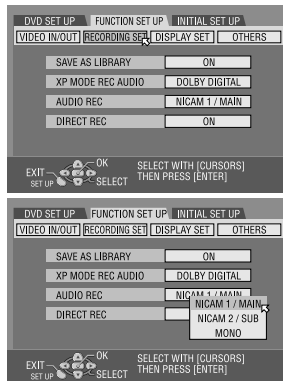 DVD SET UP FUNCTION SET UP INITIAL SET UP
VIDEO IN/OUT RECORDING SET DISPLAY SET OTHERS
SAVE AS LIBRARY ON
XP MODE REC AUDIO DOLBY DIGITAL
AUDIO REC NICAM 1 / MAIN
DIRECT REC ON
EXIT OK SELECT WITH [CURSORS]
SET UP SELECT THEN PRESS [ENTER]
DVD SET UP FUNCTION SET UP INITIAL SET UP
VIDEO IN/OUT RECORDING SET DISPLAY SET OTHERS
SAVE AS LIBRARY ON
XP MODE REC AUDIO DOLBY DIGITAL
AUDIO REC NICAM 1 / MAIN
NICAM 1 / MAIN
DIRECT REC NICAM 2 / SUB
MONO
EXIT OK SELECT WITH [CURSORS]
SET UP SELECT THEN PRESS [ENTER]